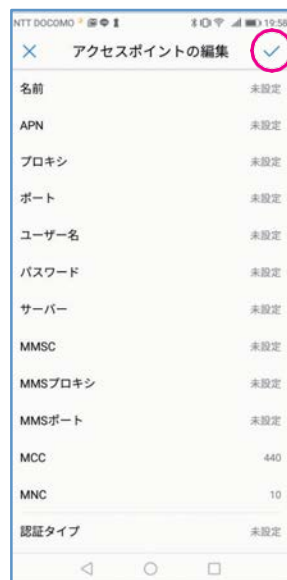 NTT DOCOMO 19:58
アクセスポイントの編集
名前 未設定
APN 未設定
プロキシ 未設定
ポート 未設定
ユーザー名 未設定
パスワード 未設定
サーバー 未設定
MMSC 未設定
MMSプロキシ 未設定
MMSポート 未設定
MCC 440
MNC 10
認証タイプ 未設定